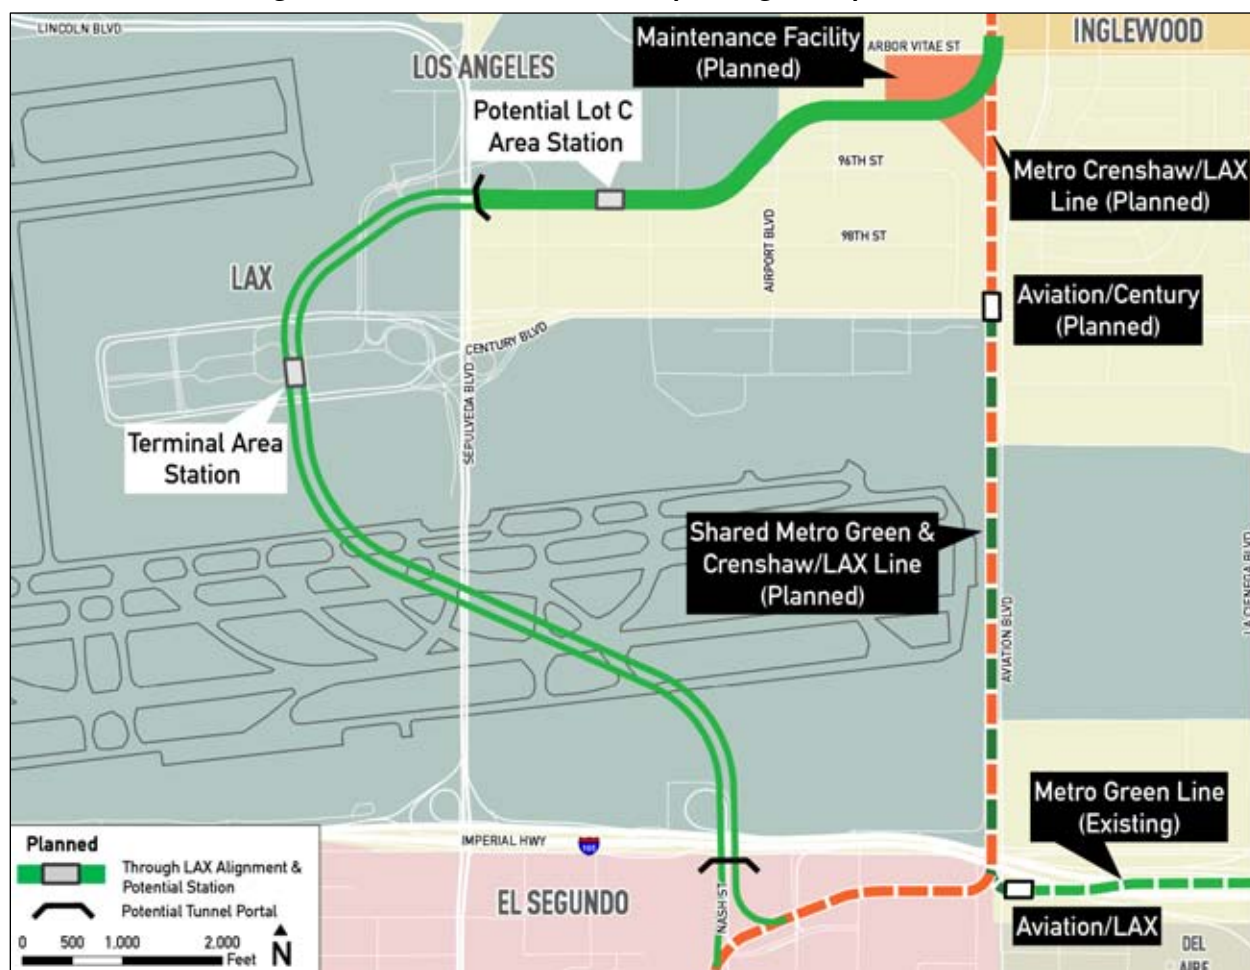 LINCOLN BLVD
LOS ANGELES
Maintenance Facility
(Planned)
ARBOR VITAE ST
INGLEWOOD
Potential Lot C
Area Station
96TH ST
Metro Crenshaw/LAX
Line (Planned)
98TH ST
AIRPORT BLVD
LAX
Aviation/Century
(Planned)
CENTURY BLVD
SEPULVEDA BLVD
Terminal Area
Station
Shared Metro Green &
Crenshaw/LAX Line
(Planned)
AVIATION BLVD
LA CIENEGA BLVD
Metro Green Line
(Existing)
IMPERIAL HWY
105
EL SEGUNDO
NASH ST
Aviation/LAX
DEL
AIRE
Planned
Through LAX Alignment &
Potential Station
Potential Tunnel Portal
0 500 1,000 2,000
Feet
N